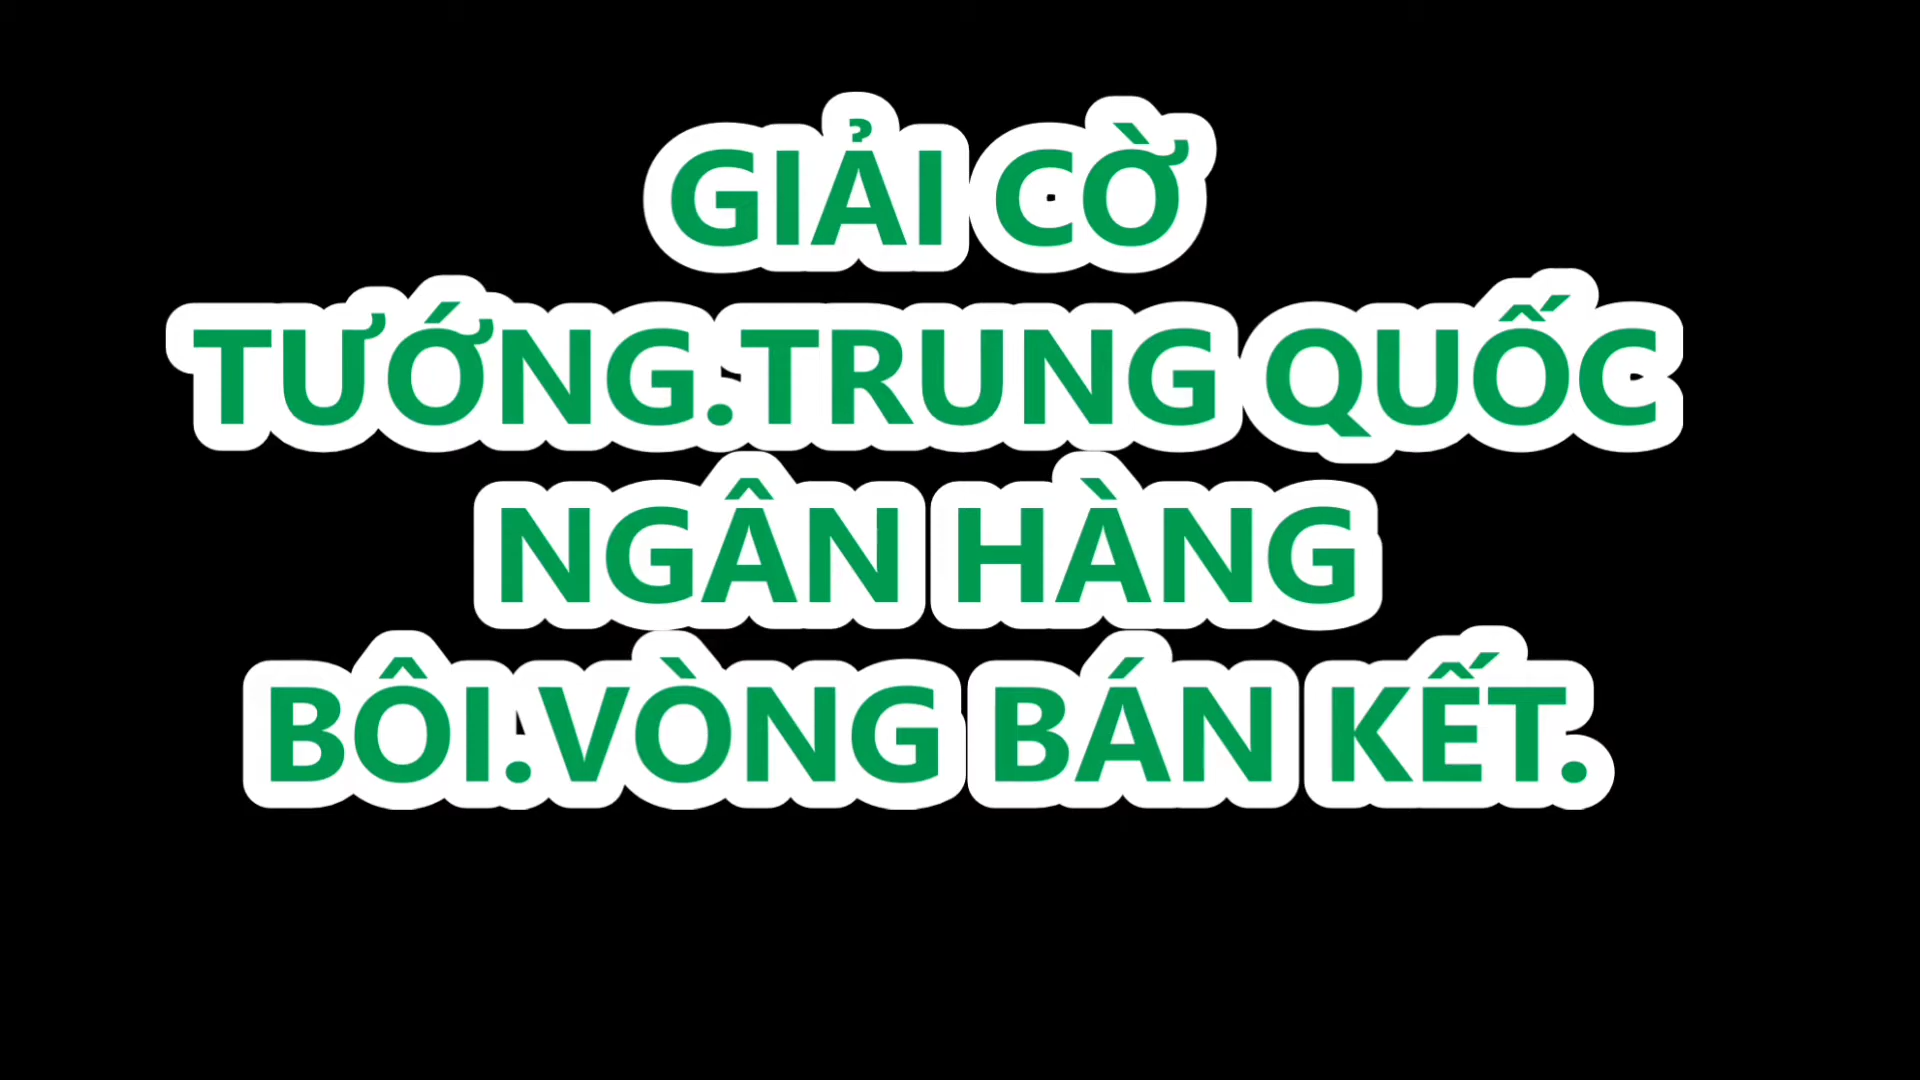 GIẢI CỜ
TƯỚNG.TRUNG QUỐC
NGÂN HÀNG
BÔI.VÒNG BÁN KẾT.